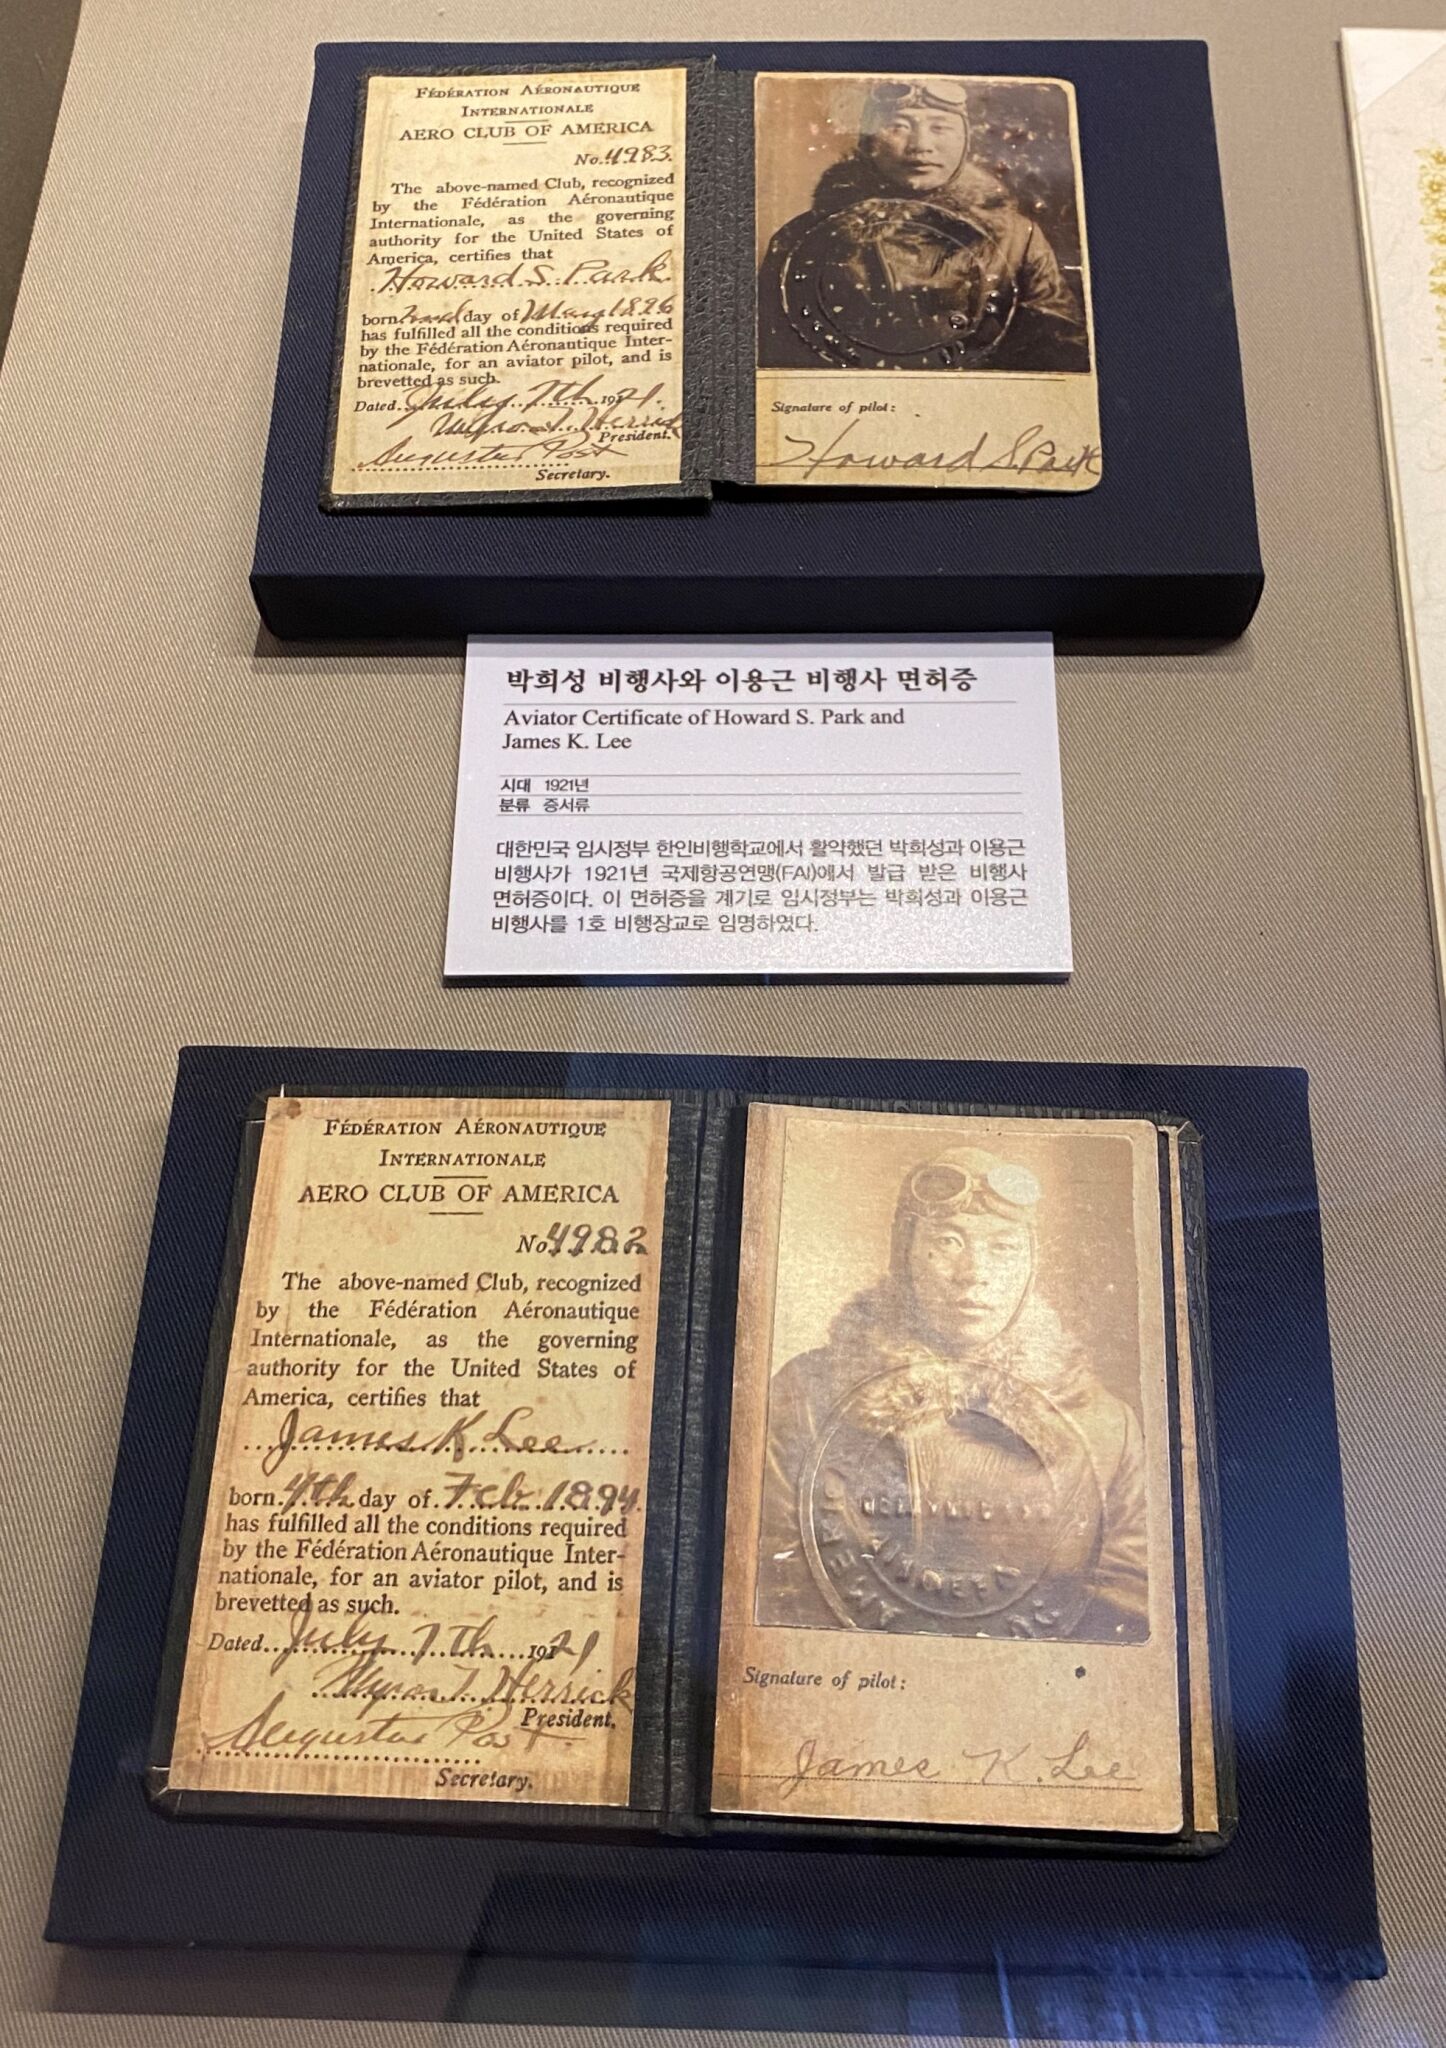 FÉDÉRATION AÉRONAUTIQUE
INTERNATIONALE
AERO CLUB OF AMERICA
No. 4983.
The above-named Club, recognized
by the Fédération Aéronautique
Internationale, as the governing
authority for the United States of
America, certifies that
Howard S. Park
born 2nd day of May 1896
has fulfilled all the conditions required
by the Fédération Aéronautique Inter-
nationale, for an aviator pilot, and is
brevetted as such.
Dated July 7th 1921.
Myron T. Herrick
President.
Augustus Post
Secretary.
Signature of pilot:
Howard S. Park
박희성 비행사와 이용근 비행사 면허증
Aviator Certificate of Howard S. Park and
James K. Lee
시대 1921년
분류 증서류
대한민국 임시정부 한인비행학교에서 활약했던 박희성과 이용근
비행사가 1921년 국제항공연맹(FAI)에서 발급 받은 비행사
면허증이다. 이 면허증을 계기로 임시정부는 박희성과 이용근
비행사를 1호 비행장교로 임명하였다.
FÉDÉRATION AÉRONAUTIQUE
INTERNATIONALE
AERO CLUB OF AMERICA
No. 4982
The above-named Club, recognized
by the Fédération Aéronautique
Internationale, as the governing
authority for the United States of
America, certifies that
James K Lee
born 4th day of Feb 1894
has fulfilled all the conditions required
by the Fédération Aéronautique Inter-
nationale, for an aviator pilot, and is
brevetted as such.
Dated July 7th 1921
Myron T. Herrick
President.
Augustus Post
Secretary.
Signature of pilot:
James K. Lee